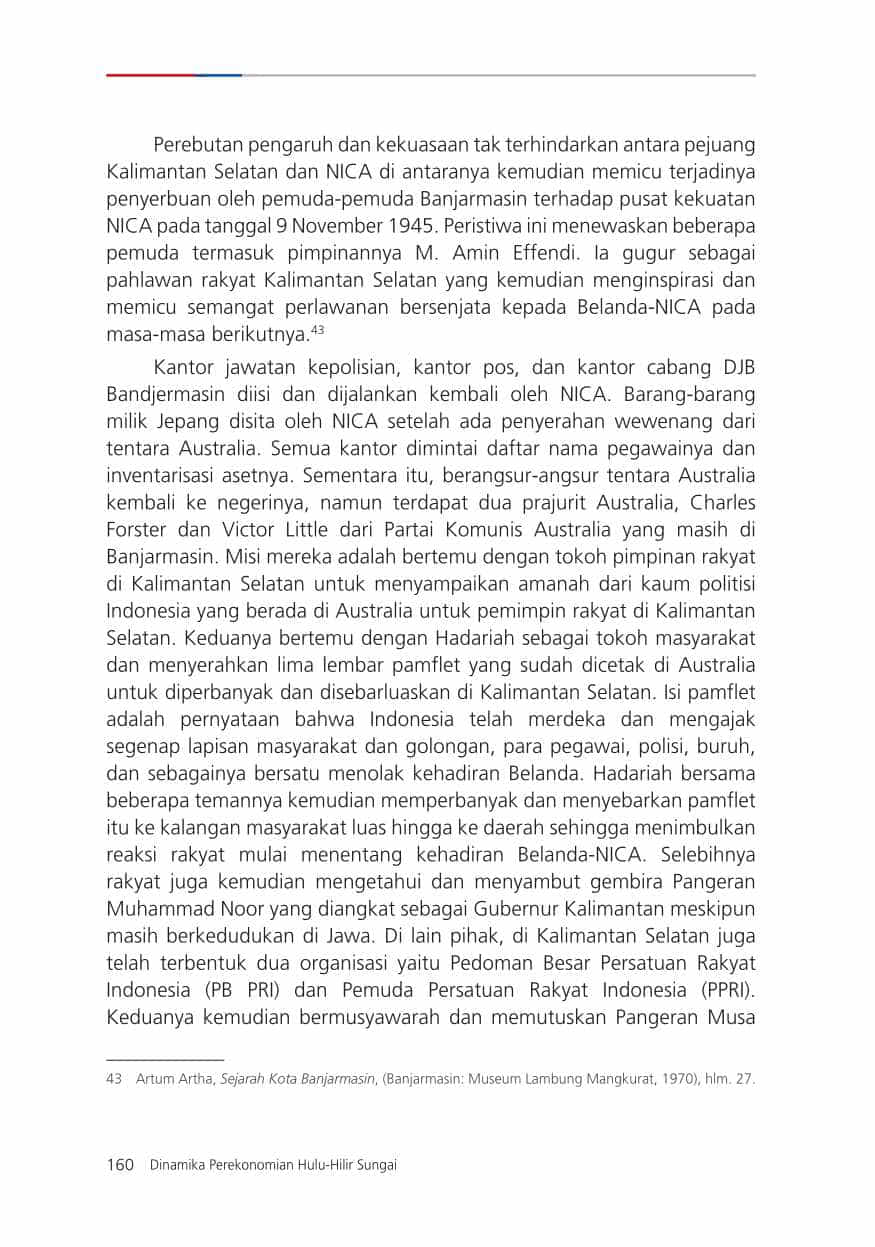 Perebutan pengaruh dan kekuasaan tak terhindarkan antara pejuang
Kalimantan Selatan dan NICA di antaranya kemudian memicu terjadinya
penyerbuan oleh pemuda-pemuda Banjarmasin terhadap pusat kekuatan
NICA pada tanggal 9 November 1945. Peristiwa ini menewaskan beberapa
pemuda termasuk pimpinannya M. Amin Effendi. Ia gugur sebagai
pahlawan rakyat Kalimantan Selatan yang kemudian menginspirasi dan
memicu semangat perlawanan bersenjata kepada Belanda-NICA pada
masa-masa berikutnya.43
Kantor jawatan kepolisian, kantor pos, dan kantor cabang DJB
Bandjermasin diisi dan dijalankan kembali oleh NICA. Barang-barang
milik Jepang disita oleh NICA setelah ada penyerahan wewenang dari
tentara Australia. Semua kantor dimintai daftar nama pegawainya dan
inventarisasi asetnya. Sementara itu, berangsur-angsur tentara Australia
kembali ke negerinya, namun terdapat dua prajurit Australia, Charles
Forster dan Victor Little dari Partai Komunis Australia yang masih di
Banjarmasin. Misi mereka adalah bertemu dengan tokoh pimpinan rakyat
di Kalimantan Selatan untuk menyampaikan amanah dari kaum politisi
Indonesia yang berada di Australia untuk pemimpin rakyat di Kalimantan
Selatan. Keduanya bertemu dengan Hadariah sebagai tokoh masyarakat
dan menyerahkan lima lembar pamflet yang sudah dicetak di Australia
untuk diperbanyak dan disebarluaskan di Kalimantan Selatan. Isi pamflet
adalah pernyataan bahwa Indonesia telah merdeka dan mengajak
segenap lapisan masyarakat dan golongan, para pegawai, polisi, buruh,
dan sebagainya bersatu menolak kehadiran Belanda. Hadariah bersama
beberapa temannya kemudian memperbanyak dan menyebarkan pamflet
itu ke kalangan masyarakat luas hingga ke daerah sehingga menimbulkan
reaksi rakyat mulai menentang kehadiran Belanda-NICA. Selebihnya
rakyat juga kemudian mengetahui dan menyambut gembira Pangeran
Muhammad Noor yang diangkat sebagai Gubernur Kalimantan meskipun
masih berkedudukan di Jawa. Di lain pihak, di Kalimantan Selatan juga
telah terbentuk dua organisasi yaitu Pedoman Besar Persatuan Rakyat
Indonesia (PB PRI) dan Pemuda Persatuan Rakyat Indonesia (PPRI).
Keduanya kemudian bermusyawarah dan memutuskan Pangeran Musa
43 Artum Artha, Sejarah Kota Banjarmasin, (Banjarmasin: Museum Lambung Mangkurat, 1970), hlm. 27.
160 Dinamika Perekonomian Hulu-Hilir Sungai